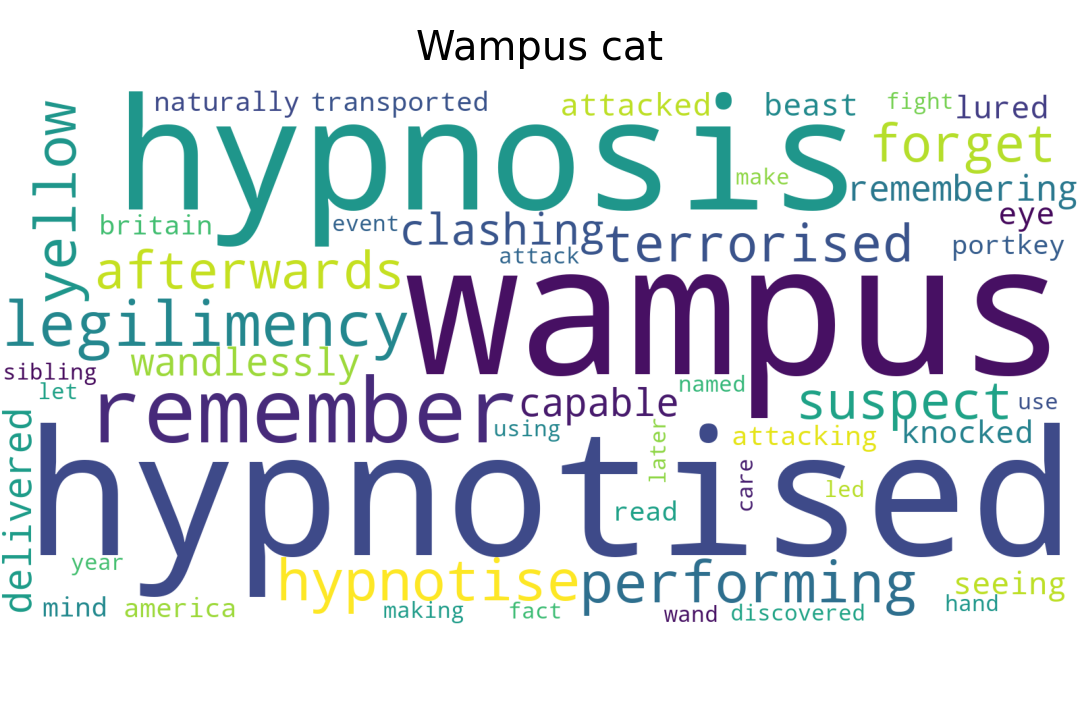 Wampus cat
naturally
transported
attacked
beast
fight
lured
yellow
hypnosis
forget
make
remembering
britain
event
clashing
eye
attack
terrorised
portkey
afterwards
wampus
legilimency
wandlessly
sibling
let
remember
capable
named
suspect
use
using
later
attacking
knocked
delivered
hypnotised
care
led
read
year
hypnotise
performing
seeing
mind
america
making
fact
wand
discovered
hand